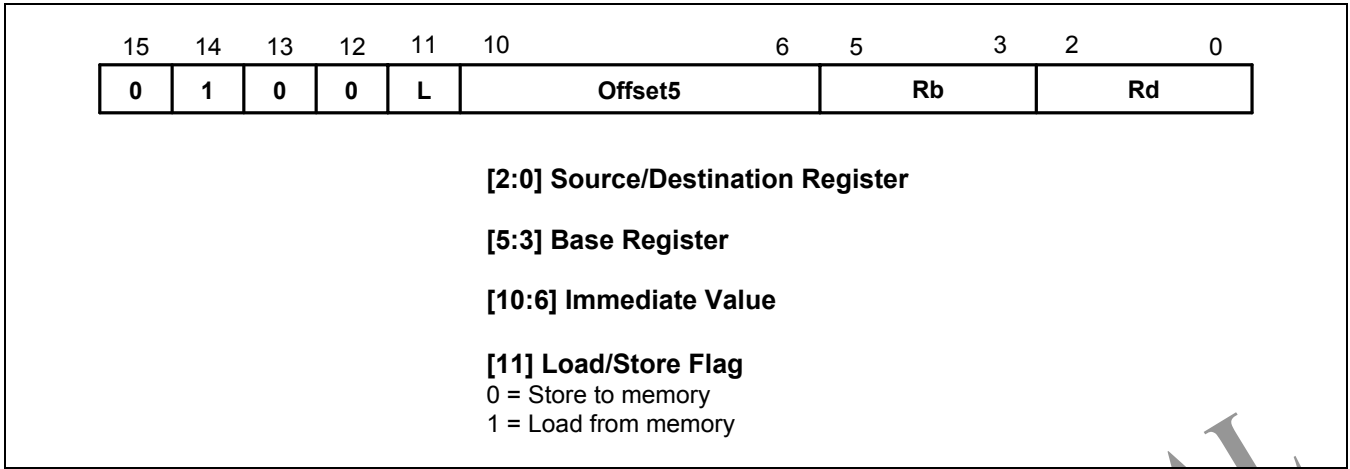 15 14 13 12 11 10 6 5 3 2 0
0 1 0 0 L Offset5 Rb Rd
[2:0] Source/Destination Register
[5:3] Base Register
[10:6] Immediate Value
[11] Load/Store Flag
0 = Store to memory
1 = Load from memory